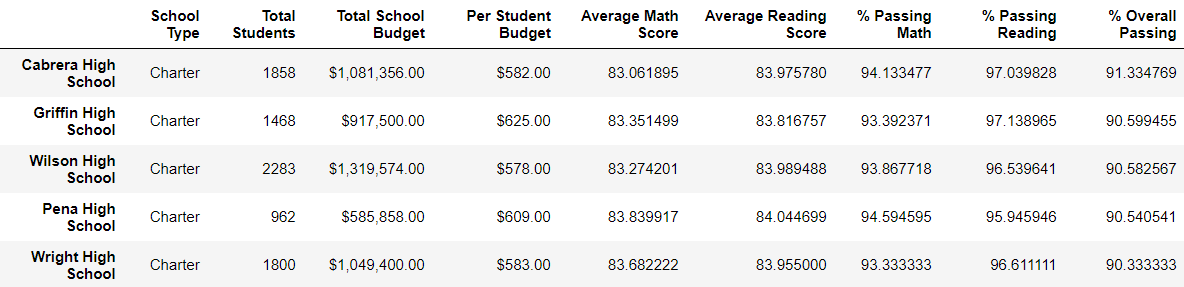 School Type Total Students Total School Budget Per Student Budget Average Math Score Average Reading Score % Passing Math % Passing Reading % Overall Passing
Cabrera High School Charter 1858 $1,081,356.00 $582.00 83.061895 83.975780 94.133477 97.039828 91.334769
Griffin High School Charter 1468 $917,500.00 $625.00 83.351499 83.816757 93.392371 97.138965 90.599455
Wilson High School Charter 2283 $1,319,574.00 $578.00 83.274201 83.989488 93.867718 96.539641 90.582567
Pena High School Charter 962 $585,858.00 $609.00 83.839917 84.044699 94.594595 95.945946 90.540541
Wright High School Charter 1800 $1,049,400.00 $583.00 83.682222 83.955000 93.333333 96.611111 90.333333